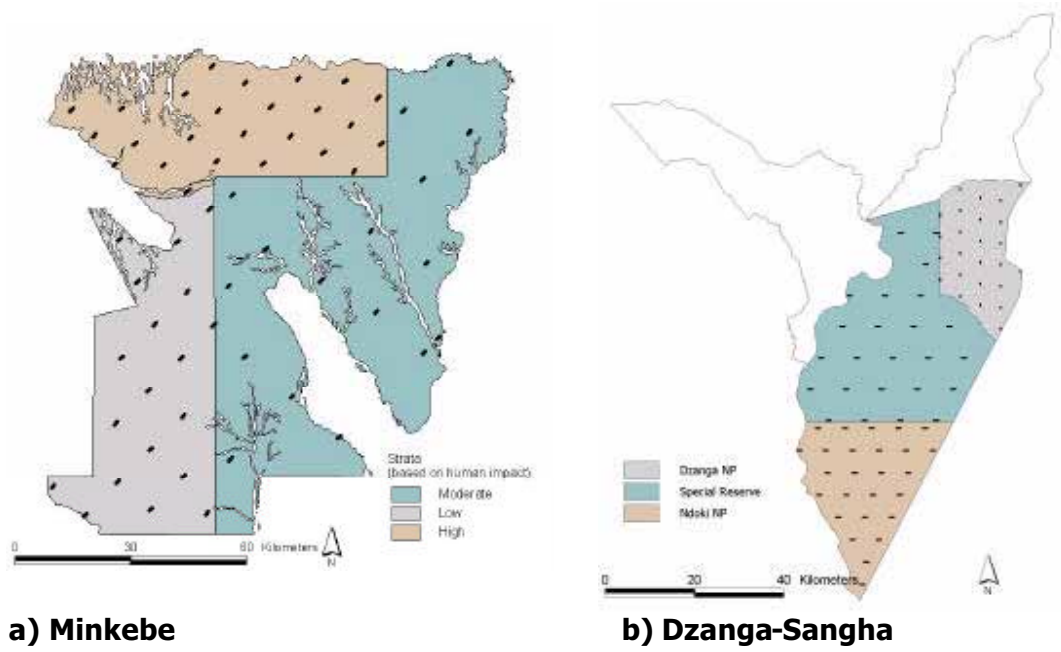 Strata
(based on human impact)
Moderate
Low
High
0 30 60 Kilometers
N
Dzanga NP
Special Reserve
Ndoki NP
0 20 40 Kilometers
N
a) Minkebe
b) Dzanga-Sangha